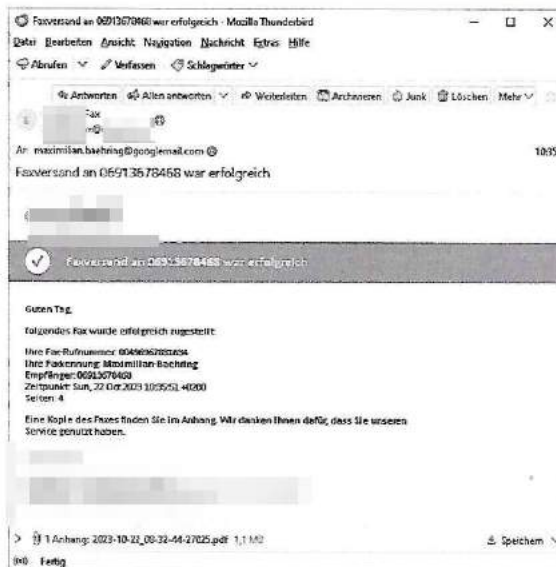 Faxversand an 06913678468 war erfolgreich - Mozilla Thunderbird
Datei Bearbeiten Ansicht Navigation Nachricht Extras Hilfe
Abrufen Verfassen Schlagwörter
Antworten Allen antworten Weiterleiten Archivieren Junk Löschen Mehr
Fax
An maximilian.baehring@googlemail.com 10:35
Faxversand an 06913678468 war erfolgreich
Faxversand an 06913678468 war erfolgreich
Guten Tag,
folgendes Fax wurde erfolgreich zugestellt:
Ihre Fax-Rufnummer:
Ihre Faxkennung: Maximilian-Baehring
Empfänger: 06913678468
Zeitpunkt: Sun, 22 Oct 2023 10:35:51 +0200
Seiten: 4
Eine Kopie des Faxes finden Sie im Anhang. Wir danken Ihnen dafür, dass Sie unseren
Service genutzt haben.
1 Anhang: 2023-10-22_08-32-44-27025.pdf 1,1 MB Speichern
Fertig